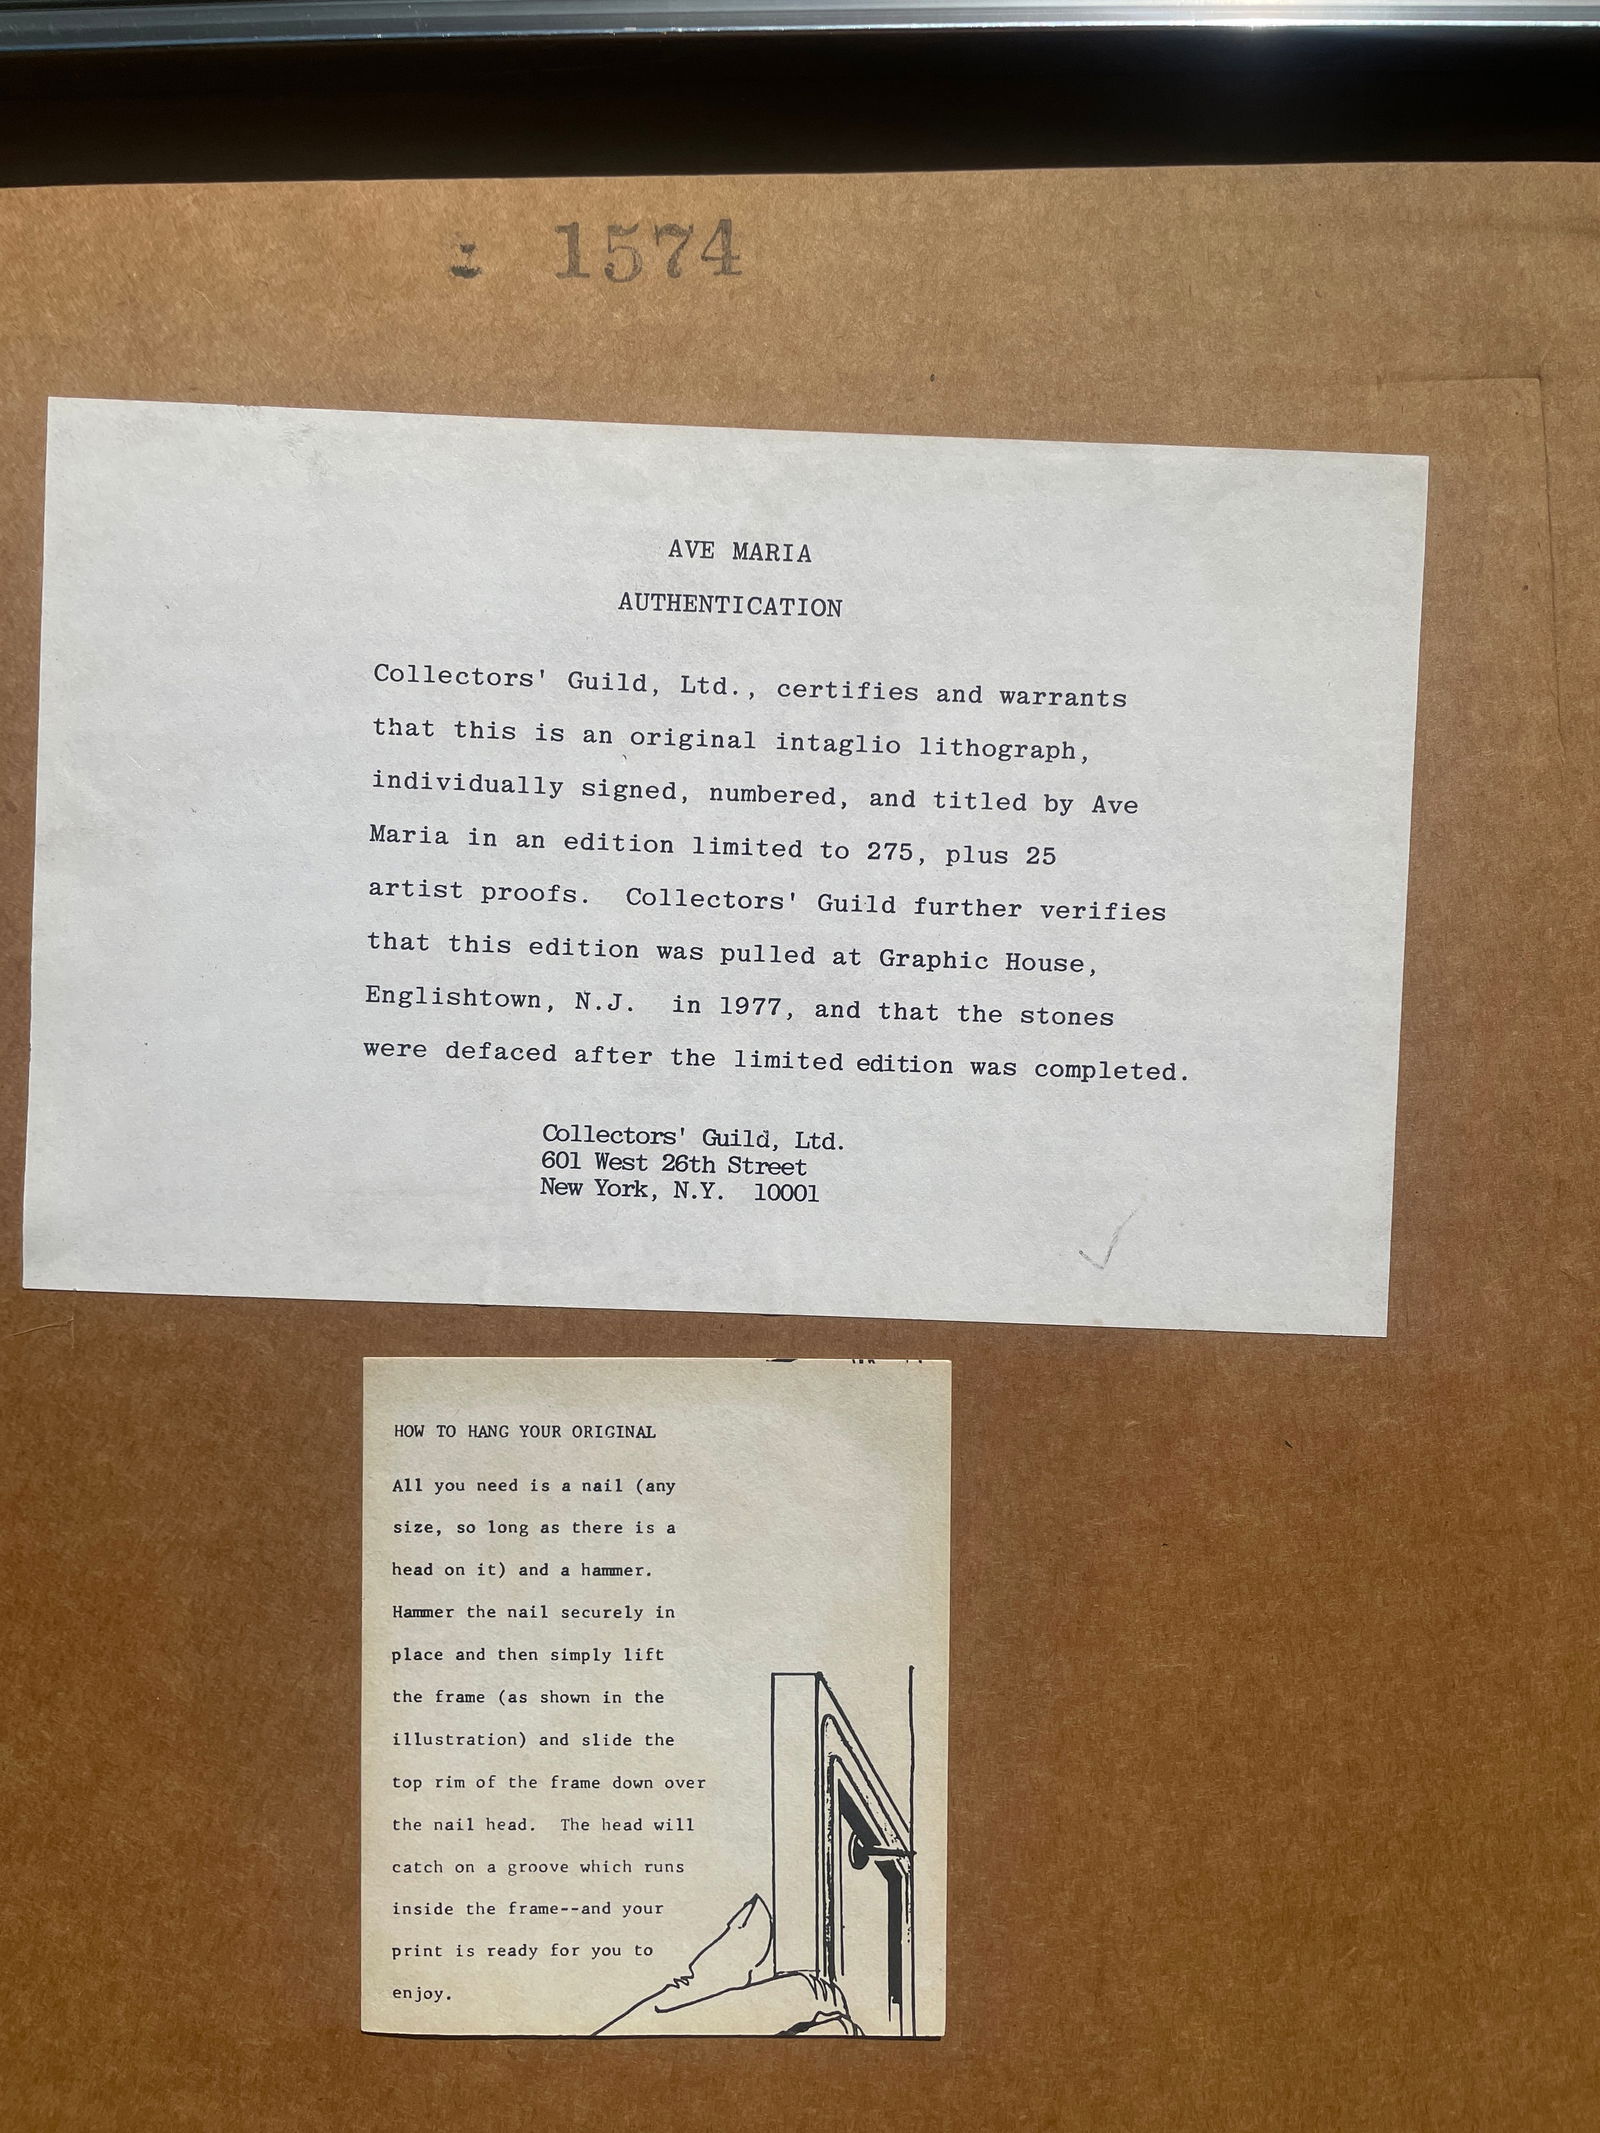 1574
AVE MARIA
AUTHENTICATION
Collectors' Guild, Ltd., certifies and warrants
that this is an original intaglio lithograph,
individually signed, numbered, and titled by Ave
Maria in an edition limited to 275, plus 25
artist proofs.  Collectors' Guild further verifies
that this edition was pulled at Graphic House,
Englishtown, N.J.  in 1977, and that the stones
were defaced after the limited edition was completed.
Collectors' Guild, Ltd.
601 West 26th Street
New York, N.Y.  10001
HOW TO HANG YOUR ORIGINAL
All you need is a nail (any
size, so long as there is a
head on it) and a hammer.
Hammer the nail securely in
place and then simply lift
the frame (as shown in the
illustration) and slide the
top rim of the frame down over
the nail head.  The head will
catch on a groove which runs
inside the frame--and your
print is ready for you to
enjoy.